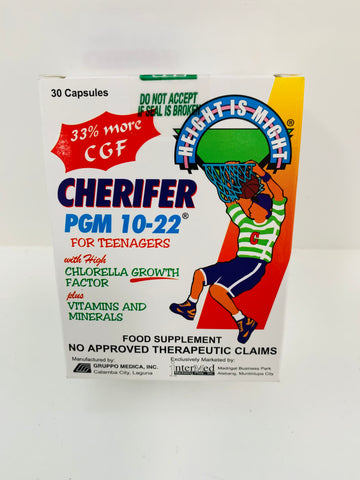 30 Capsules
DO NOT ACCEPT
IF SEAL IS BROKEN
33% more
CGF
HEIGHT IS MIGHT®
CHERIFER
PGM 10-22®
FOR TEENAGERS
with High
CHLORELLA GROWTH
FACTOR
plus
VITAMINS AND
MINERALS
C
FOOD SUPPLEMENT
NO APPROVED THERAPEUTIC CLAIMS
Manufactured by:
GRUPPO MEDICA, INC.
Calamba City, Laguna
Exclusively Marketed by:
InterMed
Madrigal Business Park
Alabang, Muntinlupa City